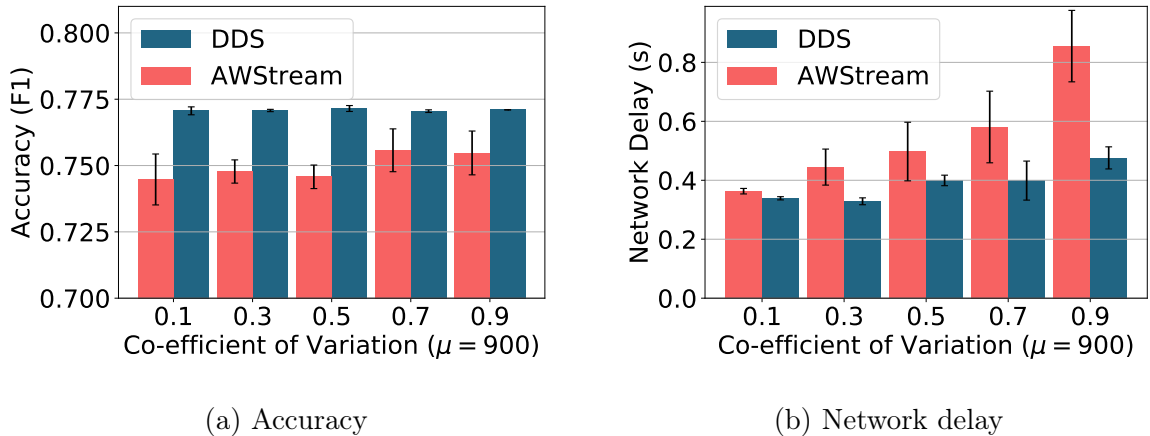 0.800
0.775
0.750
0.725
0.700
Accuracy (F1)
DDS
AWStream
0.1 0.3 0.5 0.7 0.9
Co-efficient of Variation (μ = 900)
(a) Accuracy
0.8
0.6
0.4
0.2
0.0
Network Delay (s)
DDS
AWStream
0.1 0.3 0.5 0.7 0.9
Co-efficient of Variation (μ = 900)
(b) Network delay